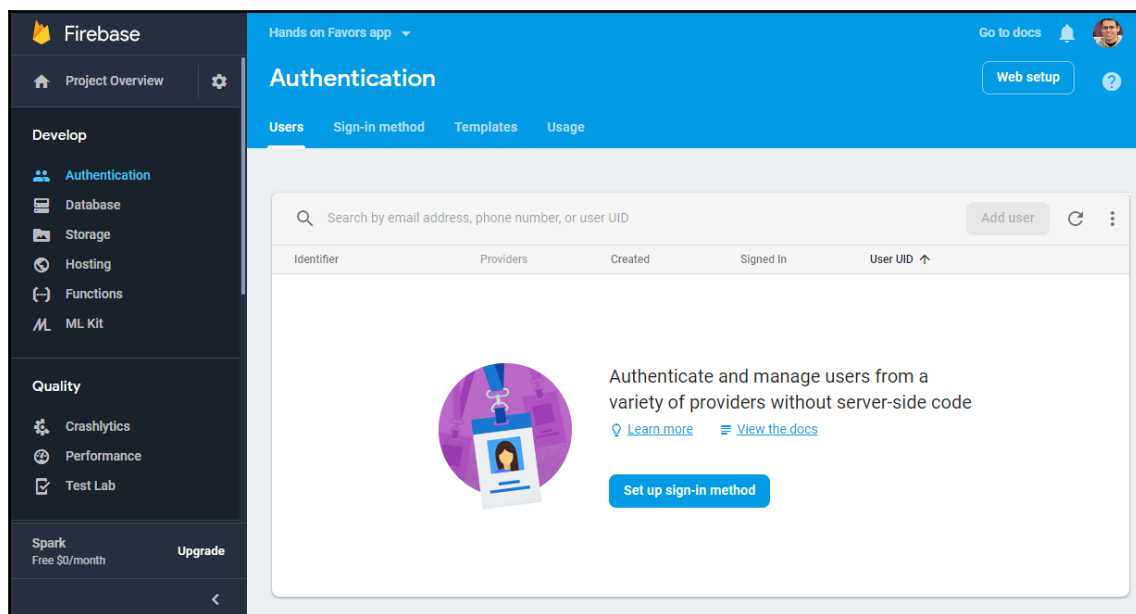 Firebase
Project Overview
Develop
Authentication
Database
Storage
Hosting
Functions
ML Kit
Quality
Crashlytics
Performance
Test Lab
Spark
Free $0/month
Upgrade
Hands on Favors app
Go to docs
Authentication
Web setup
Users Sign-in method Templates Usage
Search by email address, phone number, or user UID
Add user
Identifier Providers Created Signed In User UID
Authenticate and manage users from a
variety of providers without server-side code
Learn more View the docs
Set up sign-in method